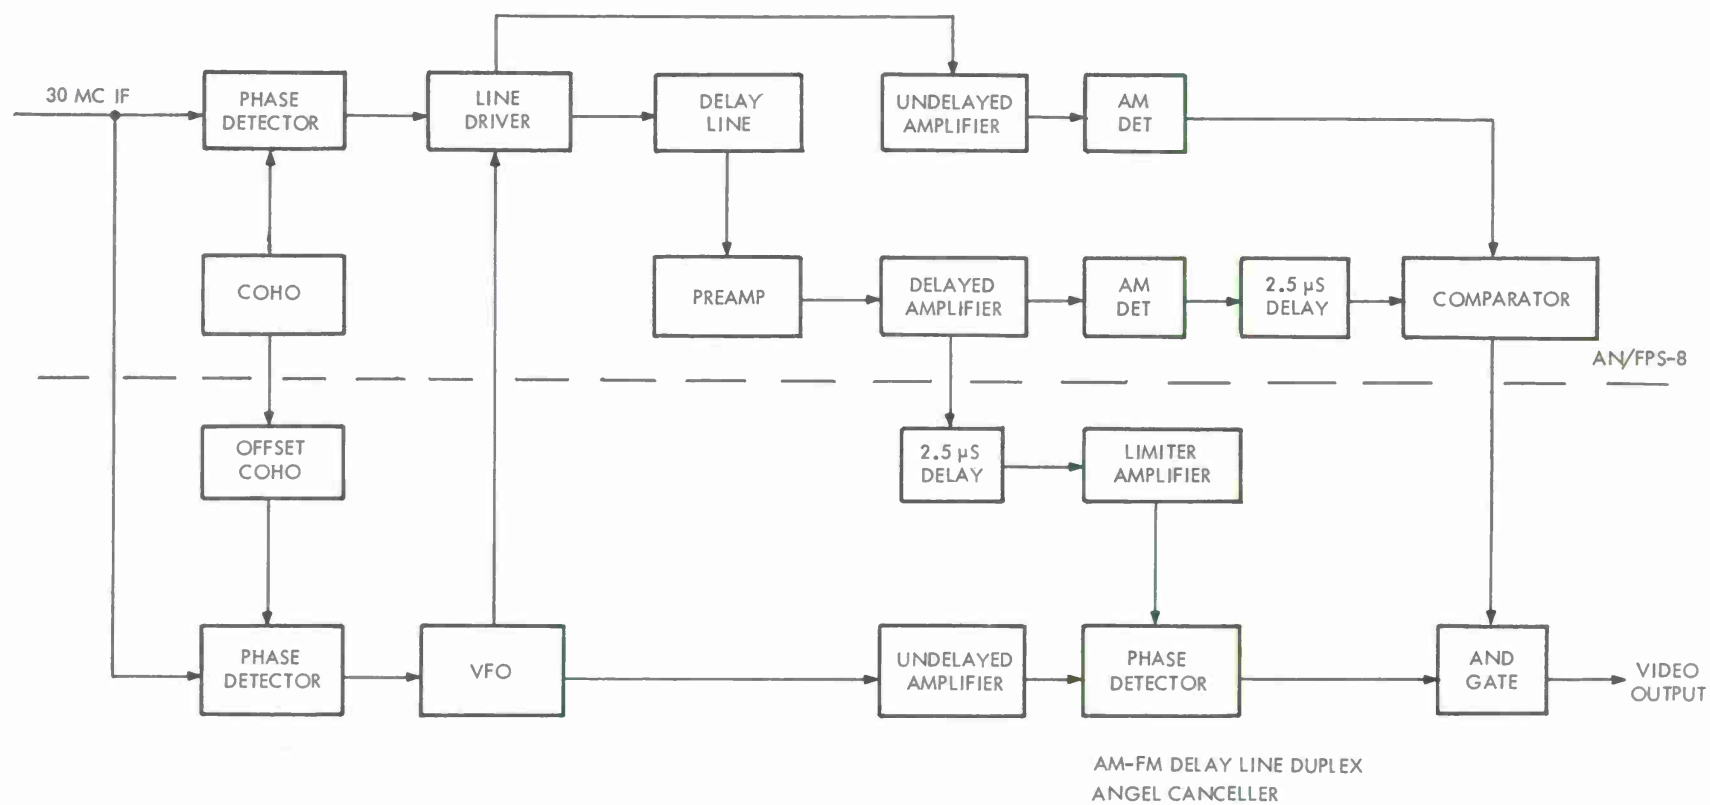 30 MC IF
PHASE
DETECTOR
LINE
DRIVER
DELAY
LINE
UNDELAYED
AMPLIFIER
AM
DET
COHO
PREAMP
DELAYED
AMPLIFIER
AM
DET
2.5 µS
DELAY
COMPARATOR
AN/FPS-8
OFFSET
COHO
2.5 µS
DELAY
LIMITER
AMPLIFIER
PHASE
DETECTOR
VFO
UNDELAYED
AMPLIFIER
PHASE
DETECTOR
AND
GATE
VIDEO
OUTPUT
AM-FM DELAY LINE DUPLEX
ANGEL CANCELLER